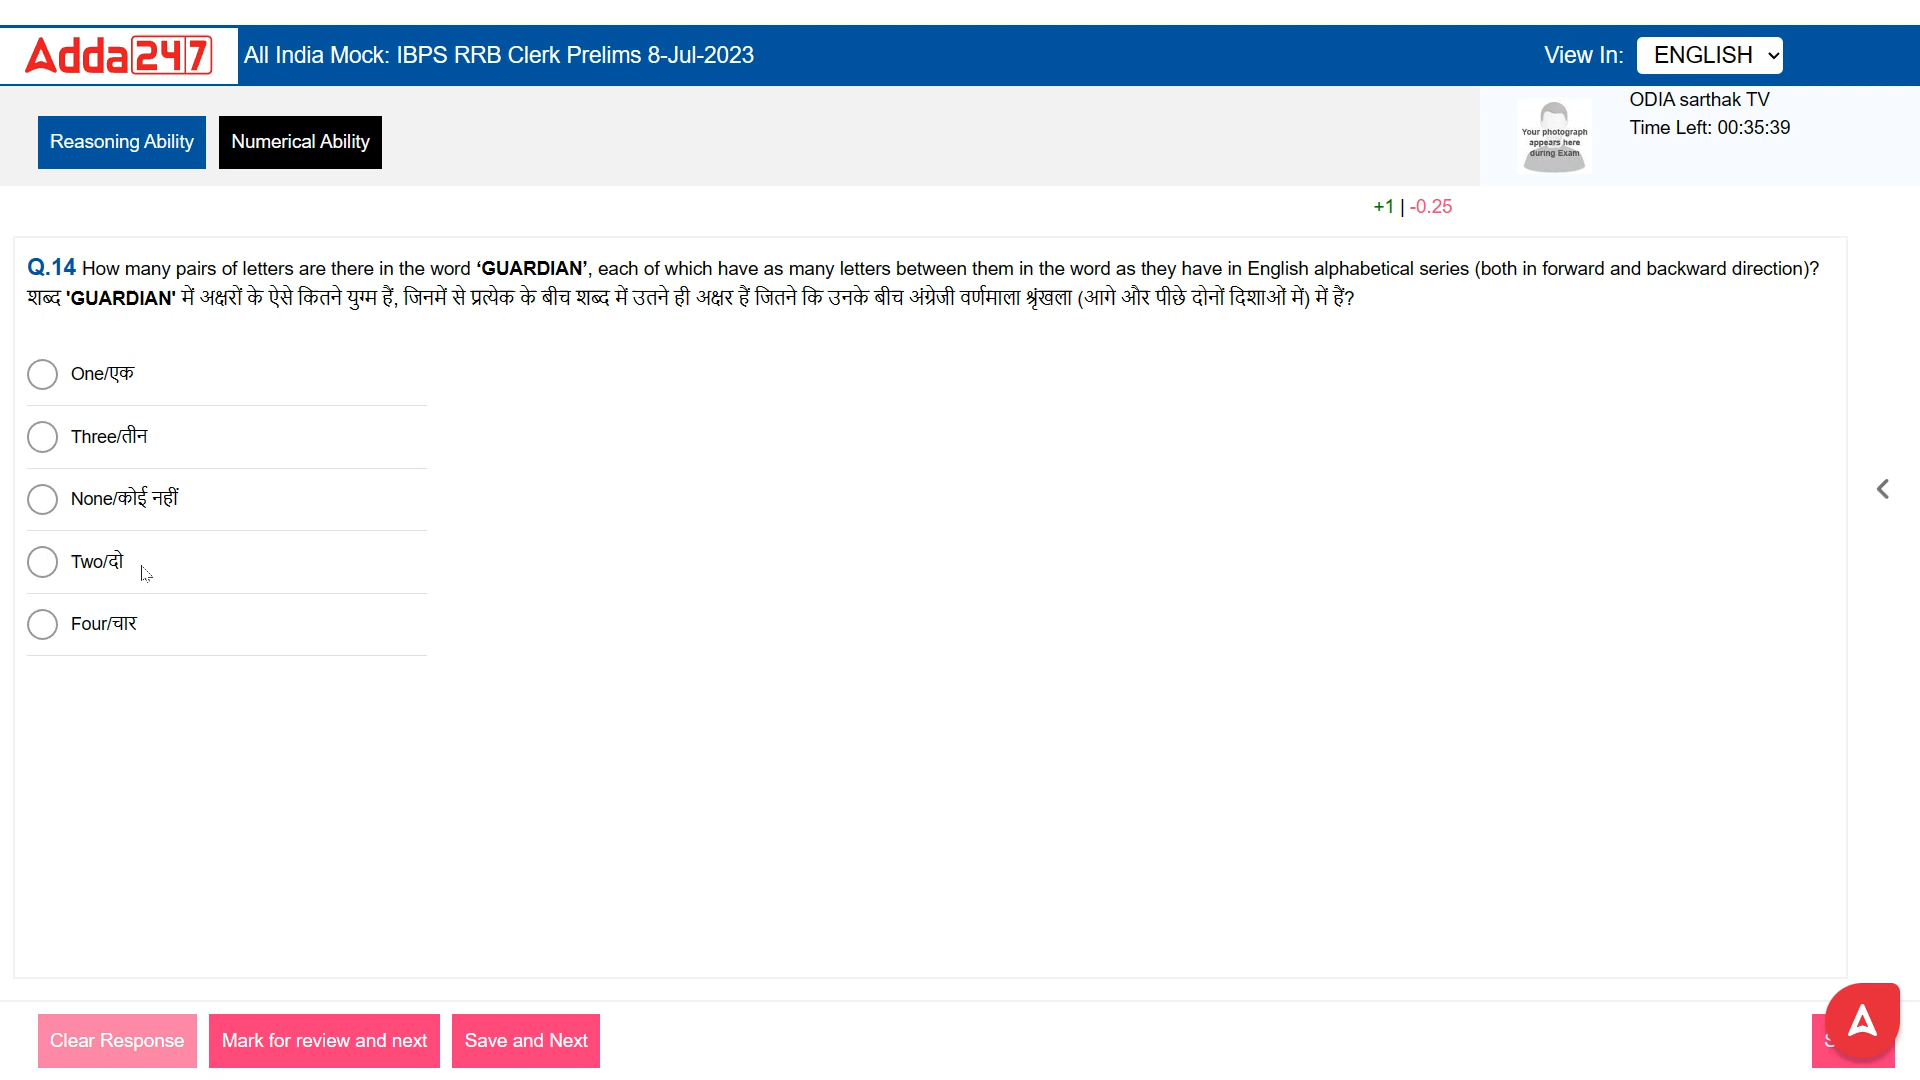 Adda247
All India Mock: IBPS RRB Clerk Prelims 8-Jul-2023
View In: ENGLISH
Reasoning Ability
Numerical Ability
Your photograph
appears here
during Exam
ODIA sarthak TV
Time Left: 00:35:39
+1 | -0.25
Q.14 How many pairs of letters are there in the word ‘GUARDIAN’, each of which have as many letters between them in the word as they have in English alphabetical series (both in forward and backward direction)?
शब्द 'GUARDIAN' में अक्षरों के ऐसे कितने युग्म हैं, जिनमें से प्रत्येक के बीच शब्द में उतने ही अक्षर हैं जितने कि उनके बीच अंग्रेजी वर्णमाला श्रृंखला (आगे और पीछे दोनों दिशाओं में) में हैं?
One/एक
Three/तीन
None/कोई नहीं
Two/दो
Four/चार
Clear Response
Mark for review and next
Save and Next